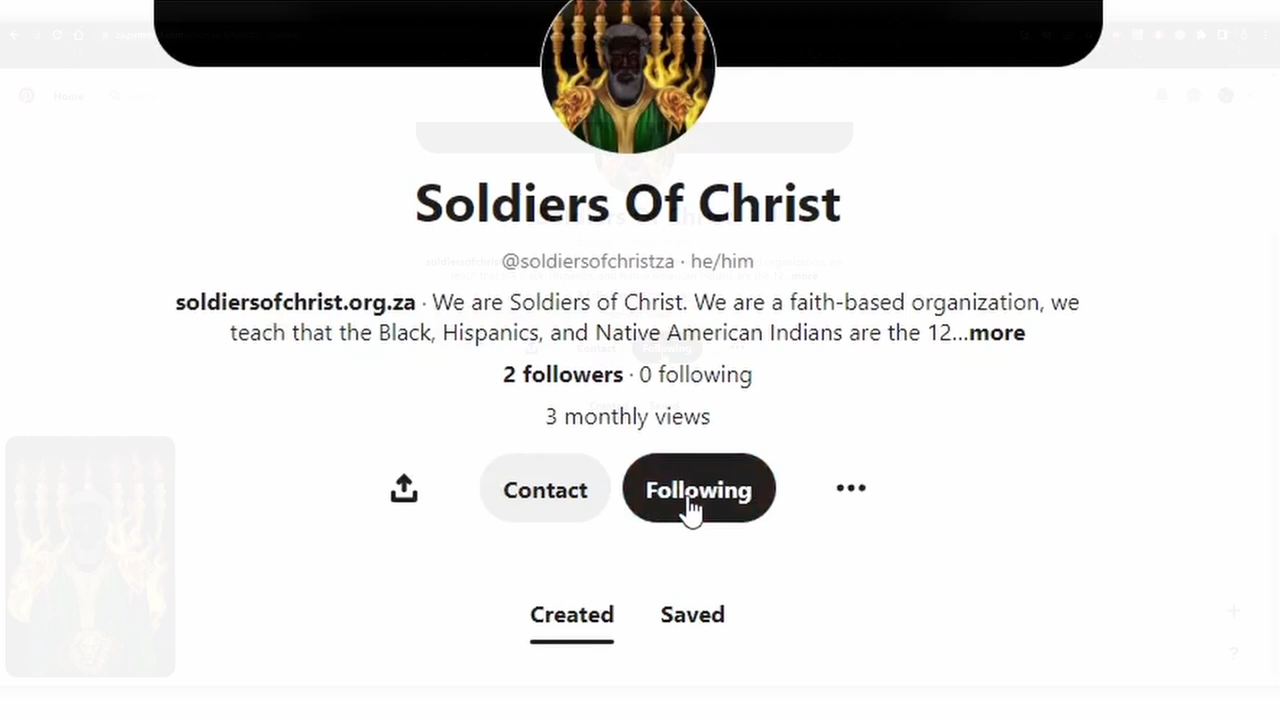 Home
Soldiers Of Christ
@soldiersofchristza · he/him
soldiersofchrist.org.za · We are Soldiers of Christ. We are a faith-based organization, we
teach that the Black, Hispanics, and Native American Indians are the 12...more
2 followers · 0 following
3 monthly views
Contact
Following
Created
Saved